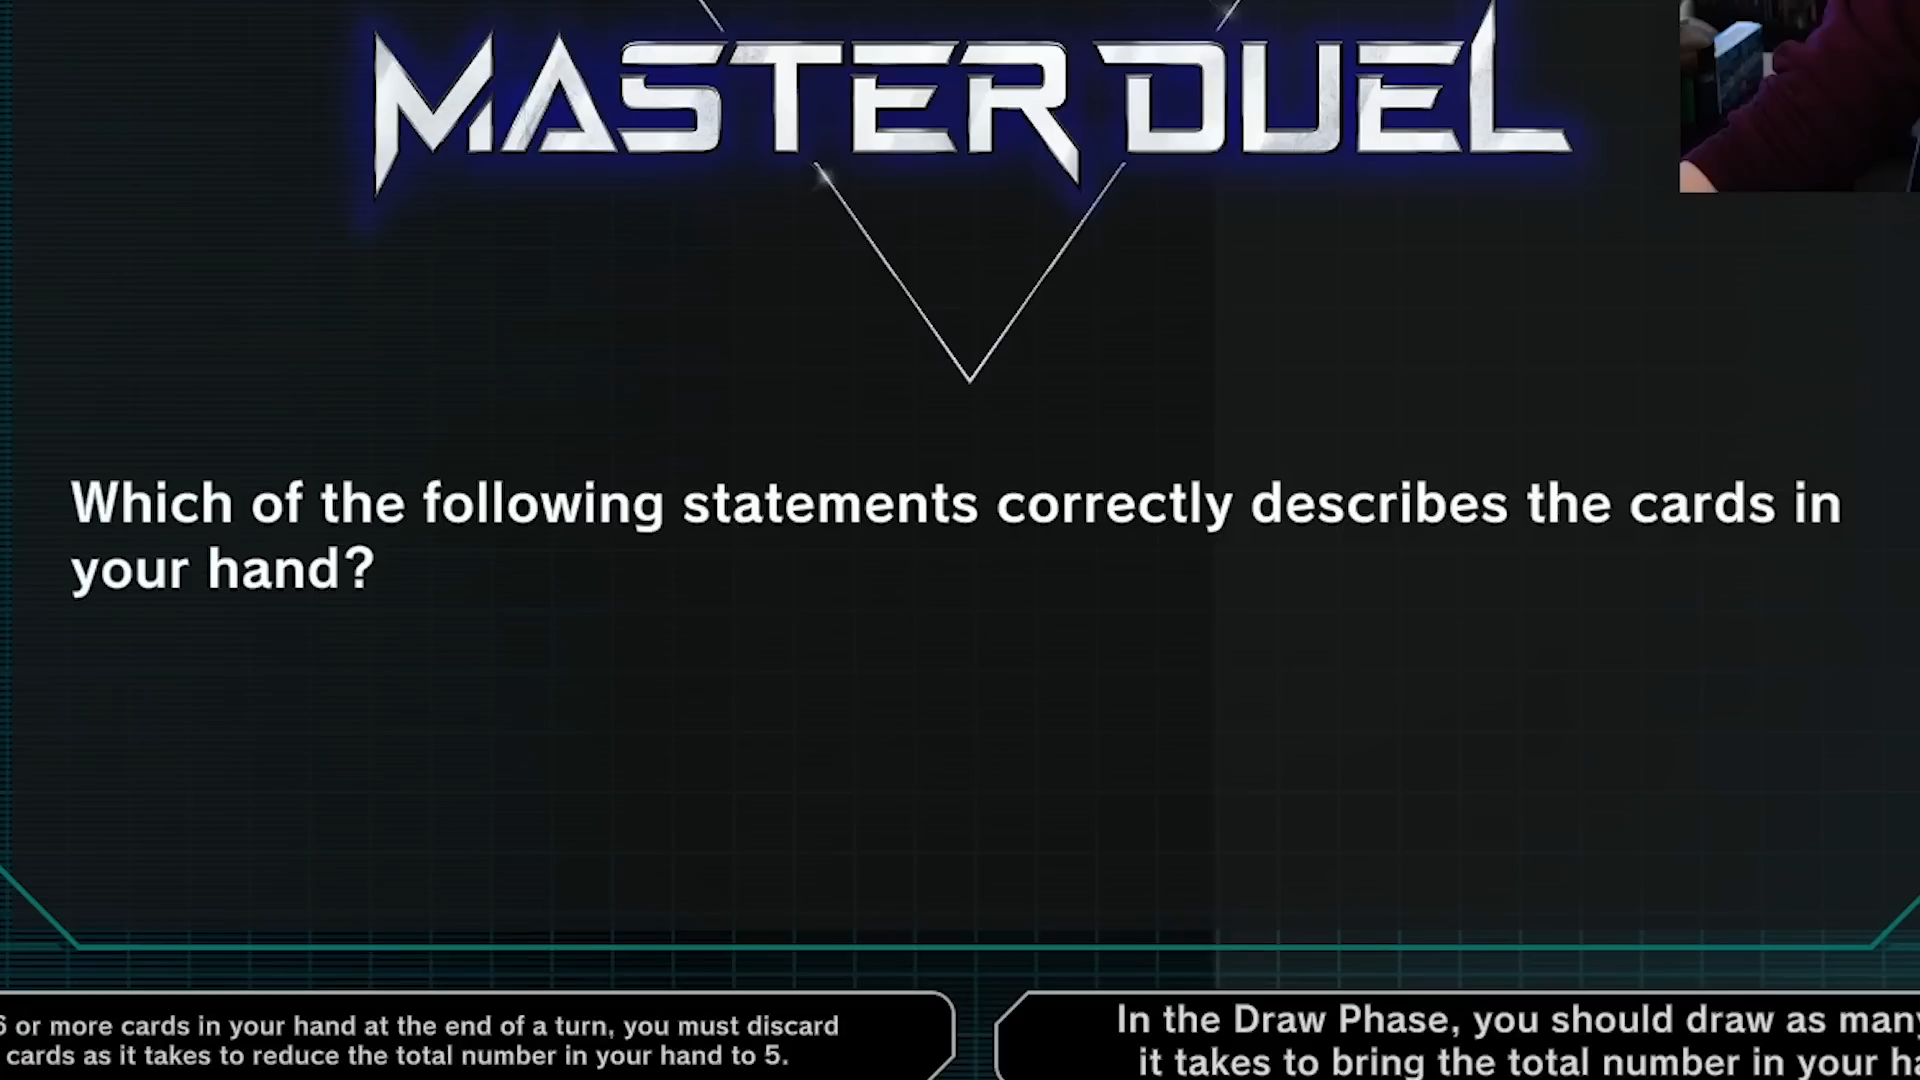 MASTER DUEL
Which of the following statements correctly describes the cards in
your hand?
6 or more cards in your hand at the end of a turn, you must discard
cards as it takes to reduce the total number in your hand to 5.
In the Draw Phase, you should draw as many
it takes to bring the total number in your